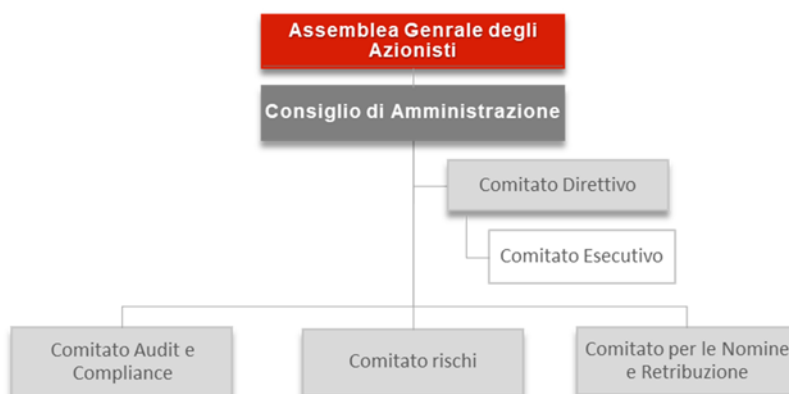 Assemblea Genrale degli
Azionisti
Consiglio di Amministrazione
Comitato Direttivo
Comitato Esecutivo
Comitato Audit e
Compliance
Comitato rischi
Comitato per le Nomine
e Retribuzione